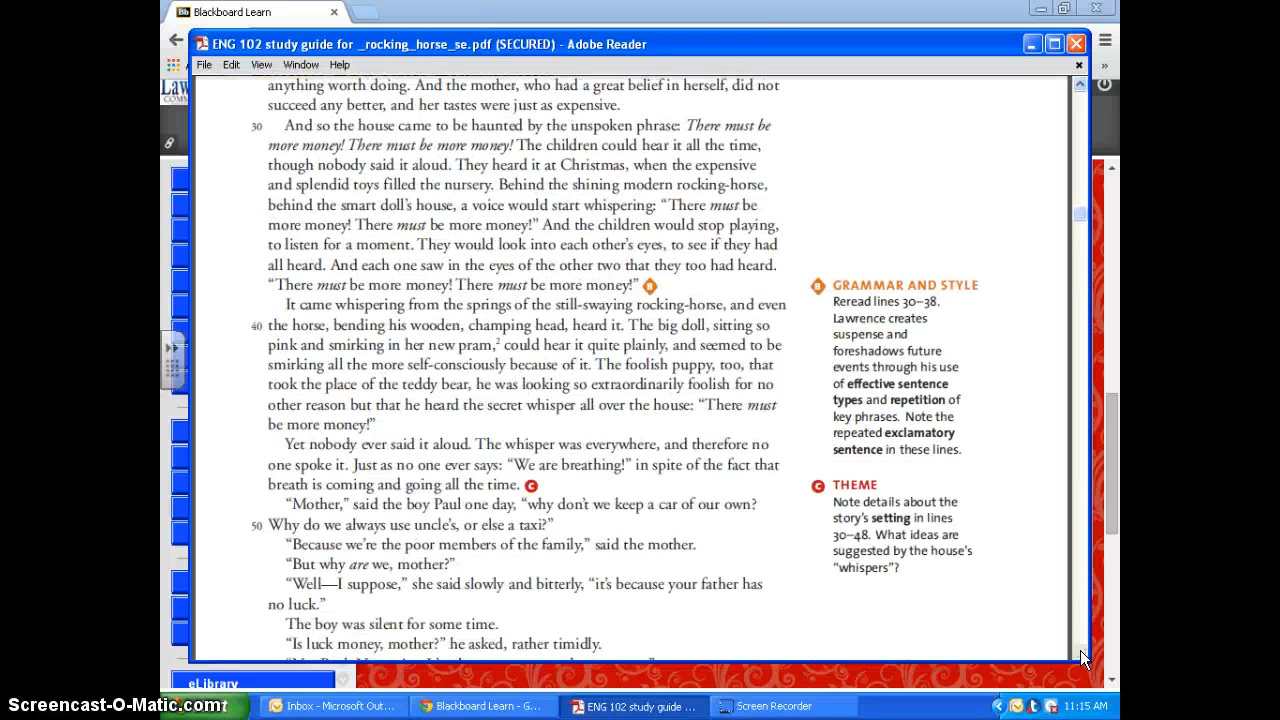 Blackboard Learn
ENG 102 study guide for _rocking_horse_se.pdf (SECURED) - Adobe Reader
File Edit View Window Help
anything worth doing. And the mother, who had a great belief in herself, did not
succeed any better, and her tastes were just as expensive.
30 And so the house came to be haunted by the unspoken phrase: There must be
more money! There must be more money! The children could hear it all the time,
though nobody said it aloud. They heard it at Christmas, when the expensive
and splendid toys filled the nursery. Behind the shining modern rocking-horse,
behind the smart doll's house, a voice would start whispering: “There must be
more money! There must be more money!” And the children would stop playing,
to listen for a moment. They would look into each other's eyes, to see if they had
all heard. And each one saw in the eyes of the other two that they too had heard.
“There must be more money! There must be more money!” B
It came whispering from the springs of the still-swaying rocking-horse, and even
40 the horse, bending his wooden, champing head, heard it. The big doll, sitting so
pink and smirking in her new pram,² could hear it quite plainly, and seemed to be
smirking all the more self-consciously because of it. The foolish puppy, too, that
took the place of the teddy bear, he was looking so extraordinarily foolish for no
other reason but that he heard the secret whisper all over the house: “There must
be more money!”
Yet nobody ever said it aloud. The whisper was everywhere, and therefore no
one spoke it. Just as no one ever says: “We are breathing!” in spite of the fact that
breath is coming and going all the time. C
“Mother,” said the boy Paul one day, “why don't we keep a car of our own?
50 Why do we always use uncle's, or else a taxi?”
“Because we're the poor members of the family,” said the mother.
“But why are we, mother?”
“Well—I suppose,” she said slowly and bitterly, “it's because your father has
no luck.”
The boy was silent for some time.
“Is luck money, mother?” he asked, rather timidly.
B GRAMMAR AND STYLE
Reread lines 30–38.
Lawrence creates
suspense and
foreshadows future
events through his use
of effective sentence
types and repetition of
key phrases. Note the
repeated exclamatory
sentence in these lines.
C THEME
Note details about the
story's setting in lines
30–48. What ideas are
suggested by the house's
“whispers”?
Law
eLibrary
Screencast-O-Matic.com
Inbox - Microsoft Out...
Blackboard Learn - G...
ENG 102 study guide ...
Screen Recorder
11:15 AM